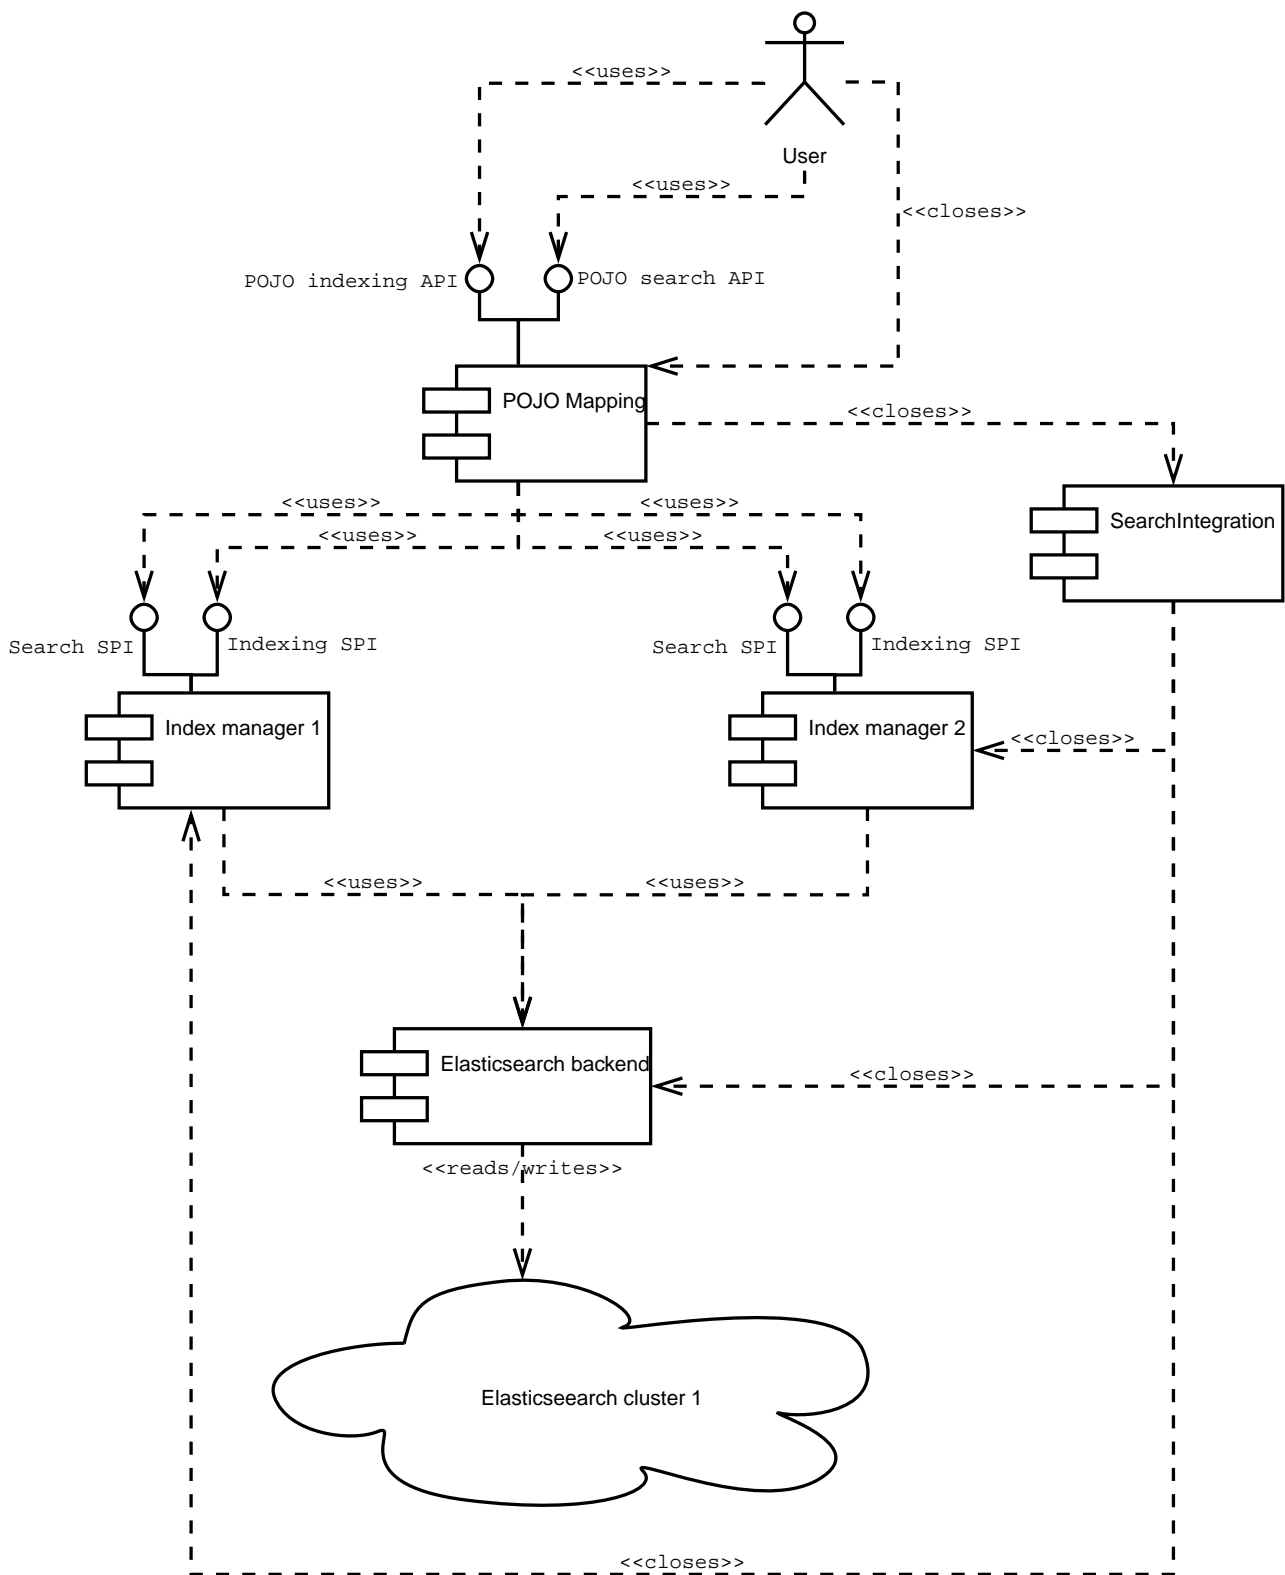 <<uses>>
User
<<uses>>
<<closes>>
POJO indexing API
POJO search API
POJO Mapping
<<closes>>
<<uses>>
<<uses>>
SearchIntegration
<<uses>>
<<uses>>
Search SPI
Indexing SPI
Search SPI
Indexing SPI
Index manager 1
Index manager 2
<<closes>>
<<uses>>
<<uses>>
Elasticsearch backend
<<closes>>
<<reads/writes>>
Elasticseearch cluster 1
<<closes>>